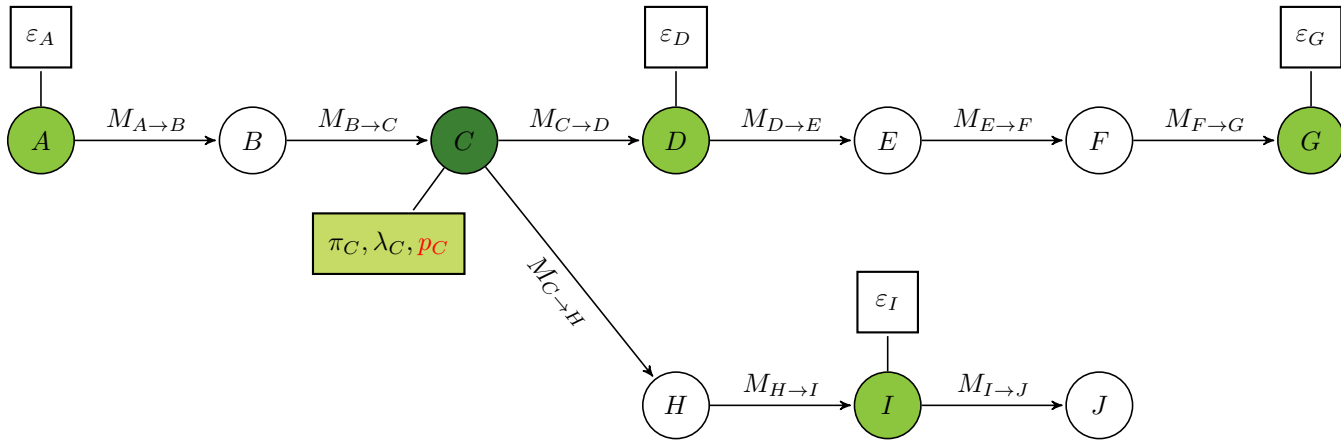 ε_A ε_D ε_G
M_{A→B} M_{B→C} M_{C→D} M_{D→E} M_{E→F} M_{F→G}
A B C D E F G
π_C, λ_C, p_C
M_{C→H}
ε_I
M_{H→I} M_{I→J}
H I J